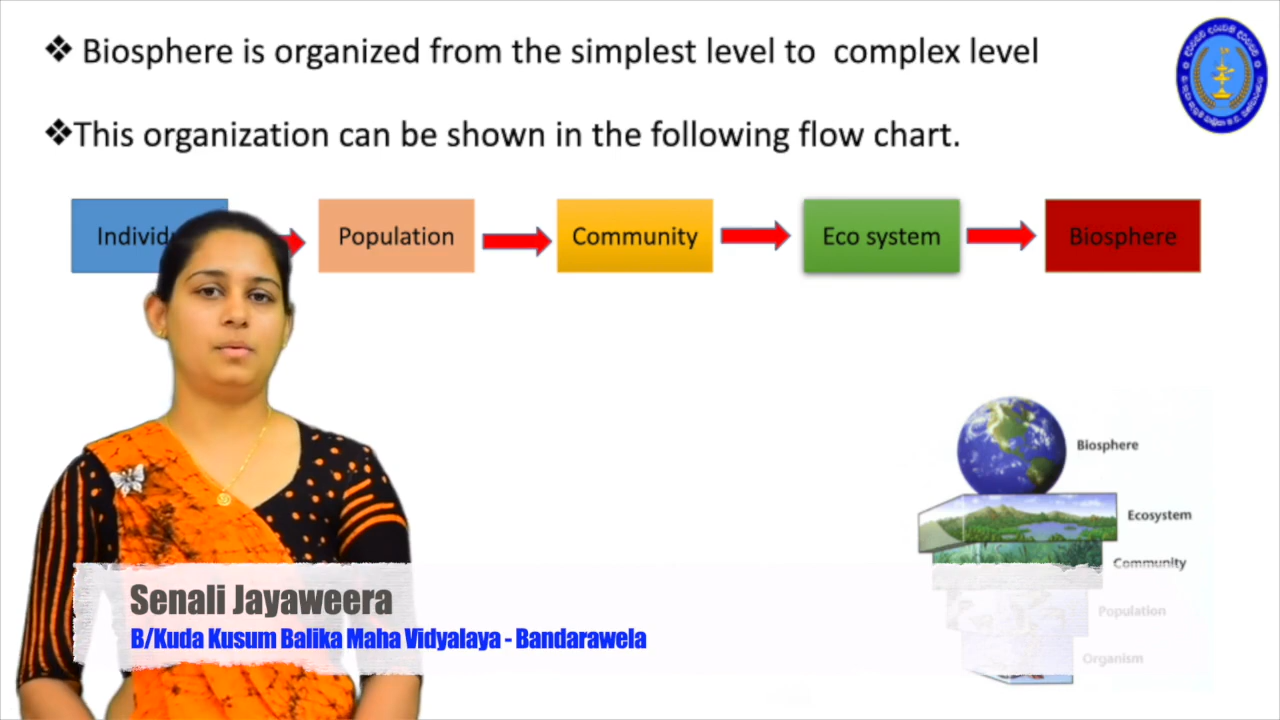 ❖ Biosphere is organized from the simplest level to complex level
❖This organization can be shown in the following flow chart.
Population
Community
Eco system
Biosphere
Biosphere
Ecosystem
Community
Population
Organism
Senali Jayaweera
B/Kuda Kusum Balika Maha Vidyalaya - Bandarawela